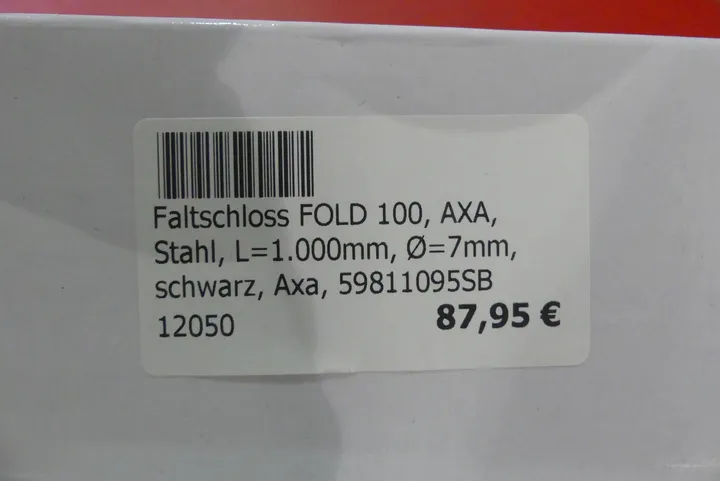 Faltschloss FOLD 100, AXA,
Stahl, L=1.000mm, Ø=7mm,
schwarz, Axa, 59811095SB
12050
87,95 €